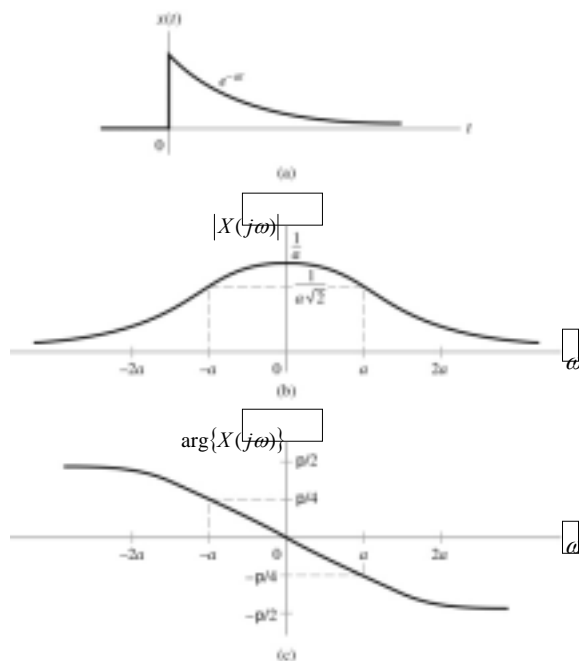 x(t)
e^{-at}
0
t
(a)
|X(jω)|
1/a
1/(a√2)
-2a -a 0 a 2a ω
(b)
arg{X(jω)}
p/2
p/4
-2a -a 0 a 2a ω
-p/4
-p/2
(c)